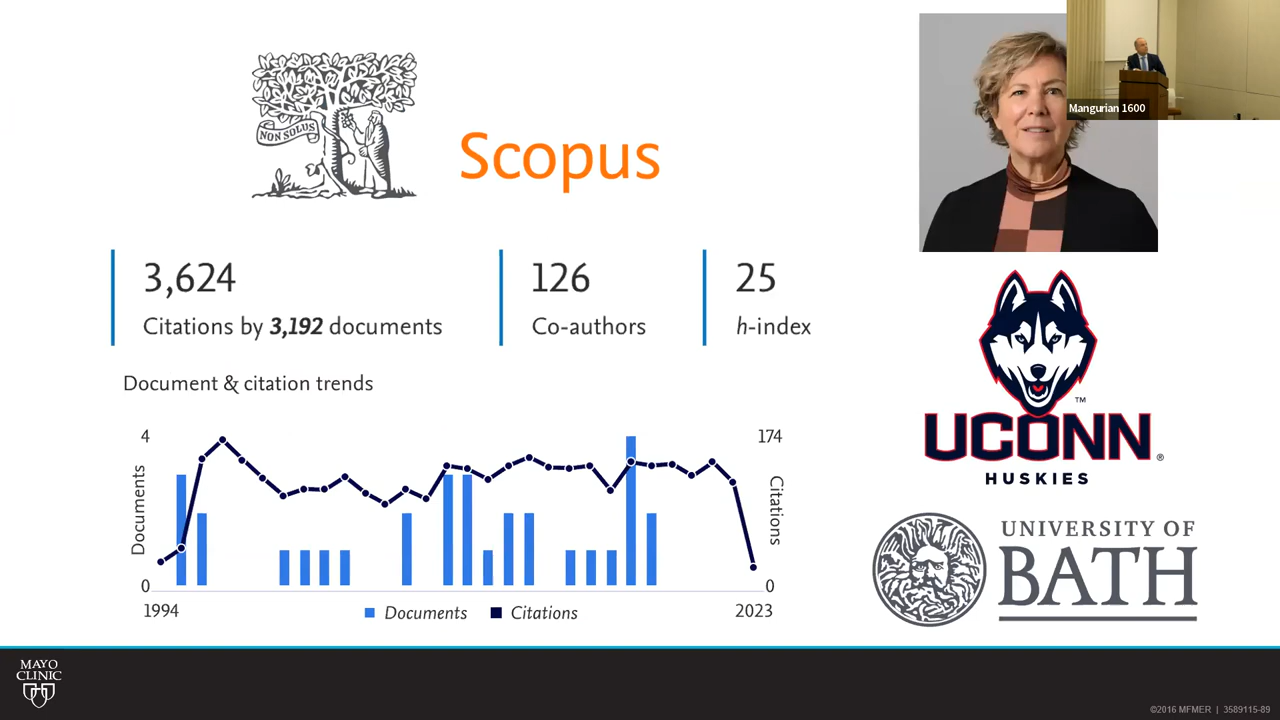 NON SOLUS
Scopus
Mangurian 1600
3,624
Citations by 3,192 documents
126
Co-authors
25
h-index
Document & citation trends
4
Documents
0
1994
174
Citations
0
2023
Documents
Citations
™
UCONN
®
HUSKIES
UNIVERSITY OF
BATH
MAYO
CLINIC
©2016 MFMER | 3589115-89